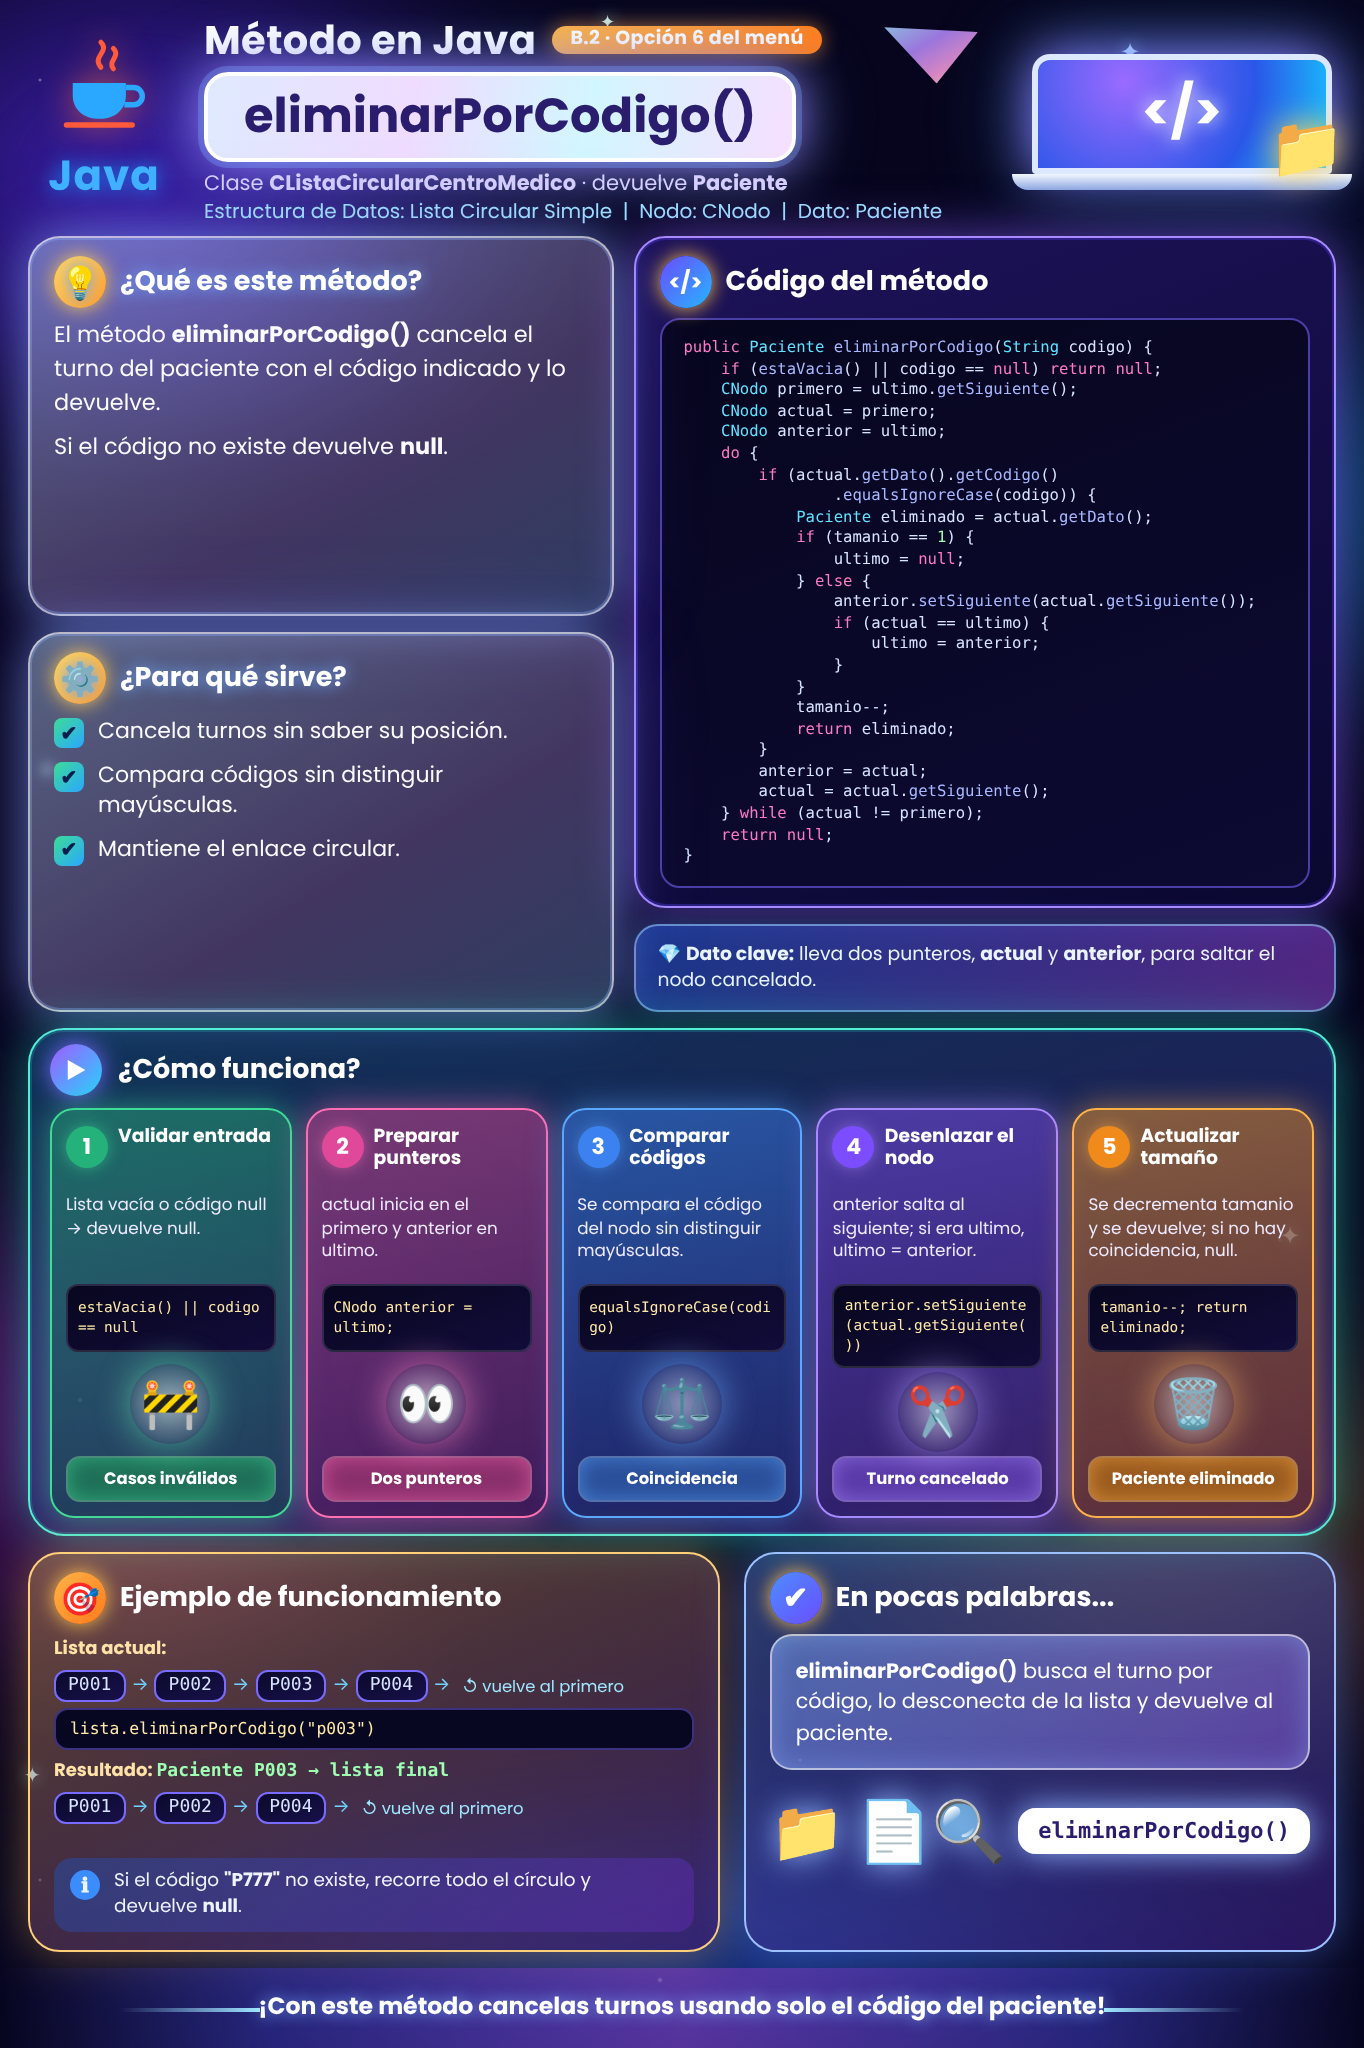 Java
Método en Java
B.2 · Opción 6 del menú
eliminarPorCodigo()
Clase CListaCircularCentroMedico · devuelve Paciente
Estructura de Datos: Lista Circular Simple | Nodo: CNodo | Dato: Paciente
</>
💡 ¿Qué es este método?
El método eliminarPorCodigo() cancela el
turno del paciente con el código indicado y lo
devuelve.
Si el código no existe devuelve null.
⚙️ ¿Para qué sirve?
✔ Cancela turnos sin saber su posición.
✔ Compara códigos sin distinguir
mayúsculas.
✔ Mantiene el enlace circular.
</> Código del método
public Paciente eliminarPorCodigo(String codigo) {
    if (estaVacia() || codigo == null) return null;
    CNodo primero = ultimo.getSiguiente();
    CNodo actual = primero;
    CNodo anterior = ultimo;
    do {
        if (actual.getDato().getCodigo()
                .equalsIgnoreCase(codigo)) {
            Paciente eliminado = actual.getDato();
            if (tamanio == 1) {
                ultimo = null;
            } else {
                anterior.setSiguiente(actual.getSiguiente());
                if (actual == ultimo) {
                    ultimo = anterior;
                }
            }
            tamanio--;
            return eliminado;
        }
        anterior = actual;
        actual = actual.getSiguiente();
    } while (actual != primero);
    return null;
}
💎 Dato clave: lleva dos punteros, actual y anterior, para saltar el
nodo cancelado.
▶ ¿Cómo funciona?
1 Validar entrada
Lista vacía o código null
→ devuelve null.
estaVacia() || codigo
== null
Casos inválidos
2 Preparar
punteros
actual inicia en el
primero y anterior en
ultimo.
CNodo anterior =
ultimo;
Dos punteros
3 Comparar
códigos
Se compara el código
del nodo sin distinguir
mayúsculas.
equalsIgnoreCase(codi
go)
Coincidencia
4 Desenlazar el
nodo
anterior salta al
siguiente; si era ultimo,
ultimo = anterior.
anterior.setSiguiente
(actual.getSiguiente(
))
Turno cancelado
5 Actualizar
tamaño
Se decrementa tamanio
y se devuelve; si no hay
coincidencia, null.
tamanio--; return
eliminado;
Paciente eliminado
🎯 Ejemplo de funcionamiento
Lista actual:
P001 → P002 → P003 → P004 → ↺ vuelve al primero
lista.eliminarPorCodigo("p003")
Resultado: Paciente P003 → lista final
P001 → P002 → P004 → ↺ vuelve al primero
ℹ Si el código "P777" no existe, recorre todo el círculo y
devuelve null.
✔ En pocas palabras...
eliminarPorCodigo() busca el turno por
código, lo desconecta de la lista y devuelve al
paciente.
eliminarPorCodigo()
¡Con este método cancelas turnos usando solo el código del paciente!